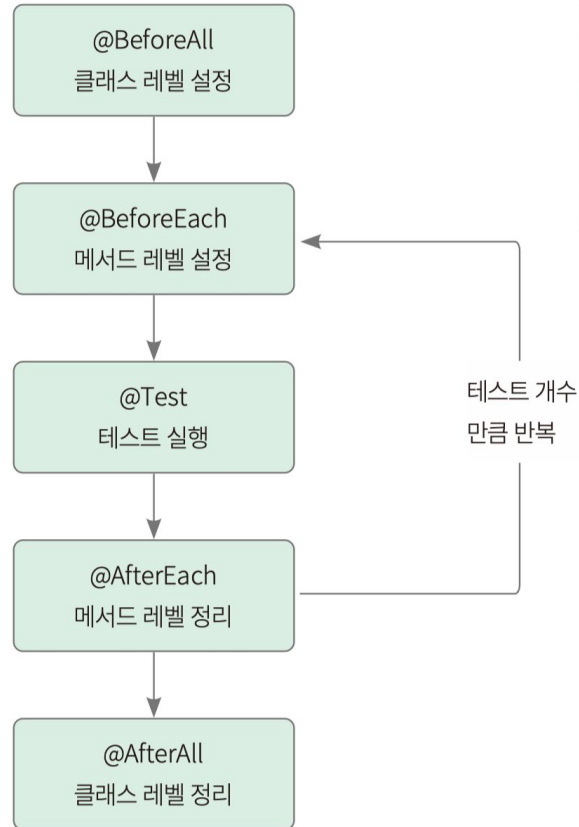 @BeforeAll
클래스 레벨 설정
@BeforeEach
메서드 레벨 설정
@Test
테스트 실행
테스트 개수
만큼 반복
@AfterEach
메서드 레벨 정리
@AfterAll
클래스 레벨 정리